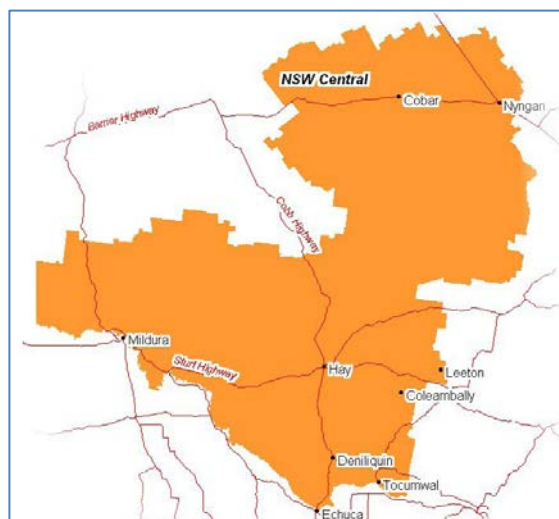 NSW Central
Cobar
Nyngan
Barrier Highway
Cobb Highway
Mildura
Sturt Highway
Hay
Leeton
Coleambally
Deniliquin
Tocumwal
Echuca